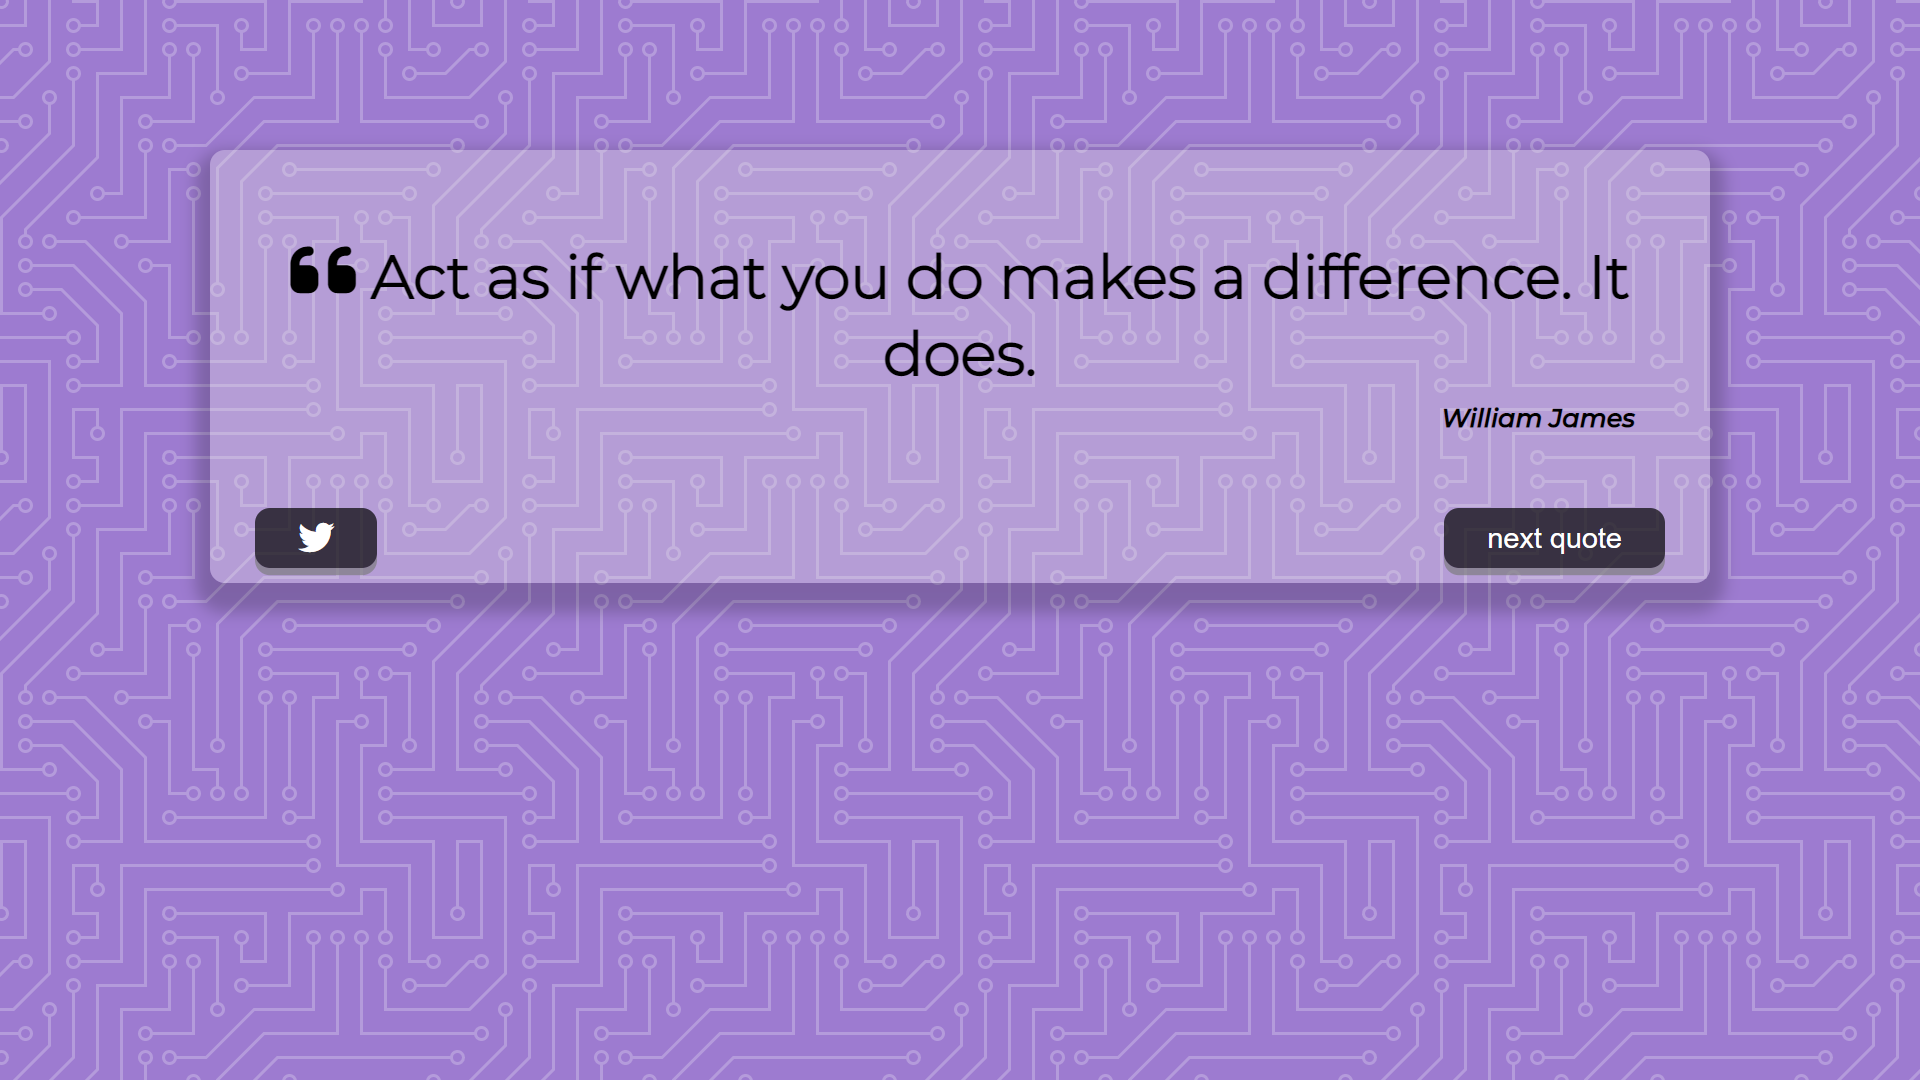 ❝ Act as if what you do makes a difference. It
does.
William James
next quote